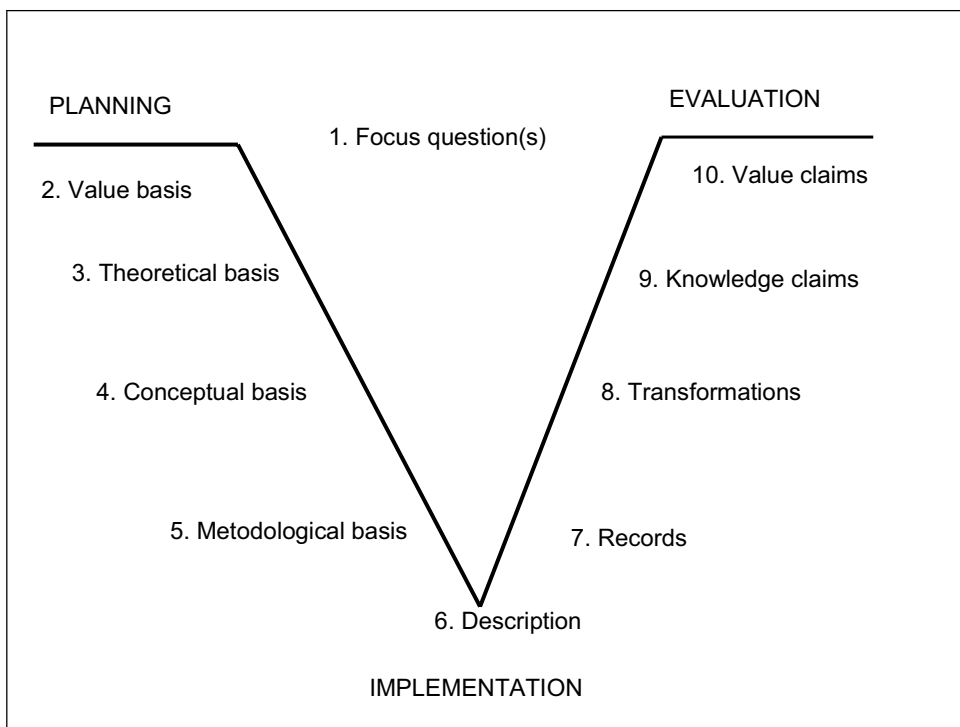 PLANNING
EVALUATION
1. Focus question(s)
2. Value basis
10. Value claims
3. Theoretical basis
9. Knowledge claims
4. Conceptual basis
8. Transformations
5. Metodological basis
7. Records
6. Description
IMPLEMENTATION